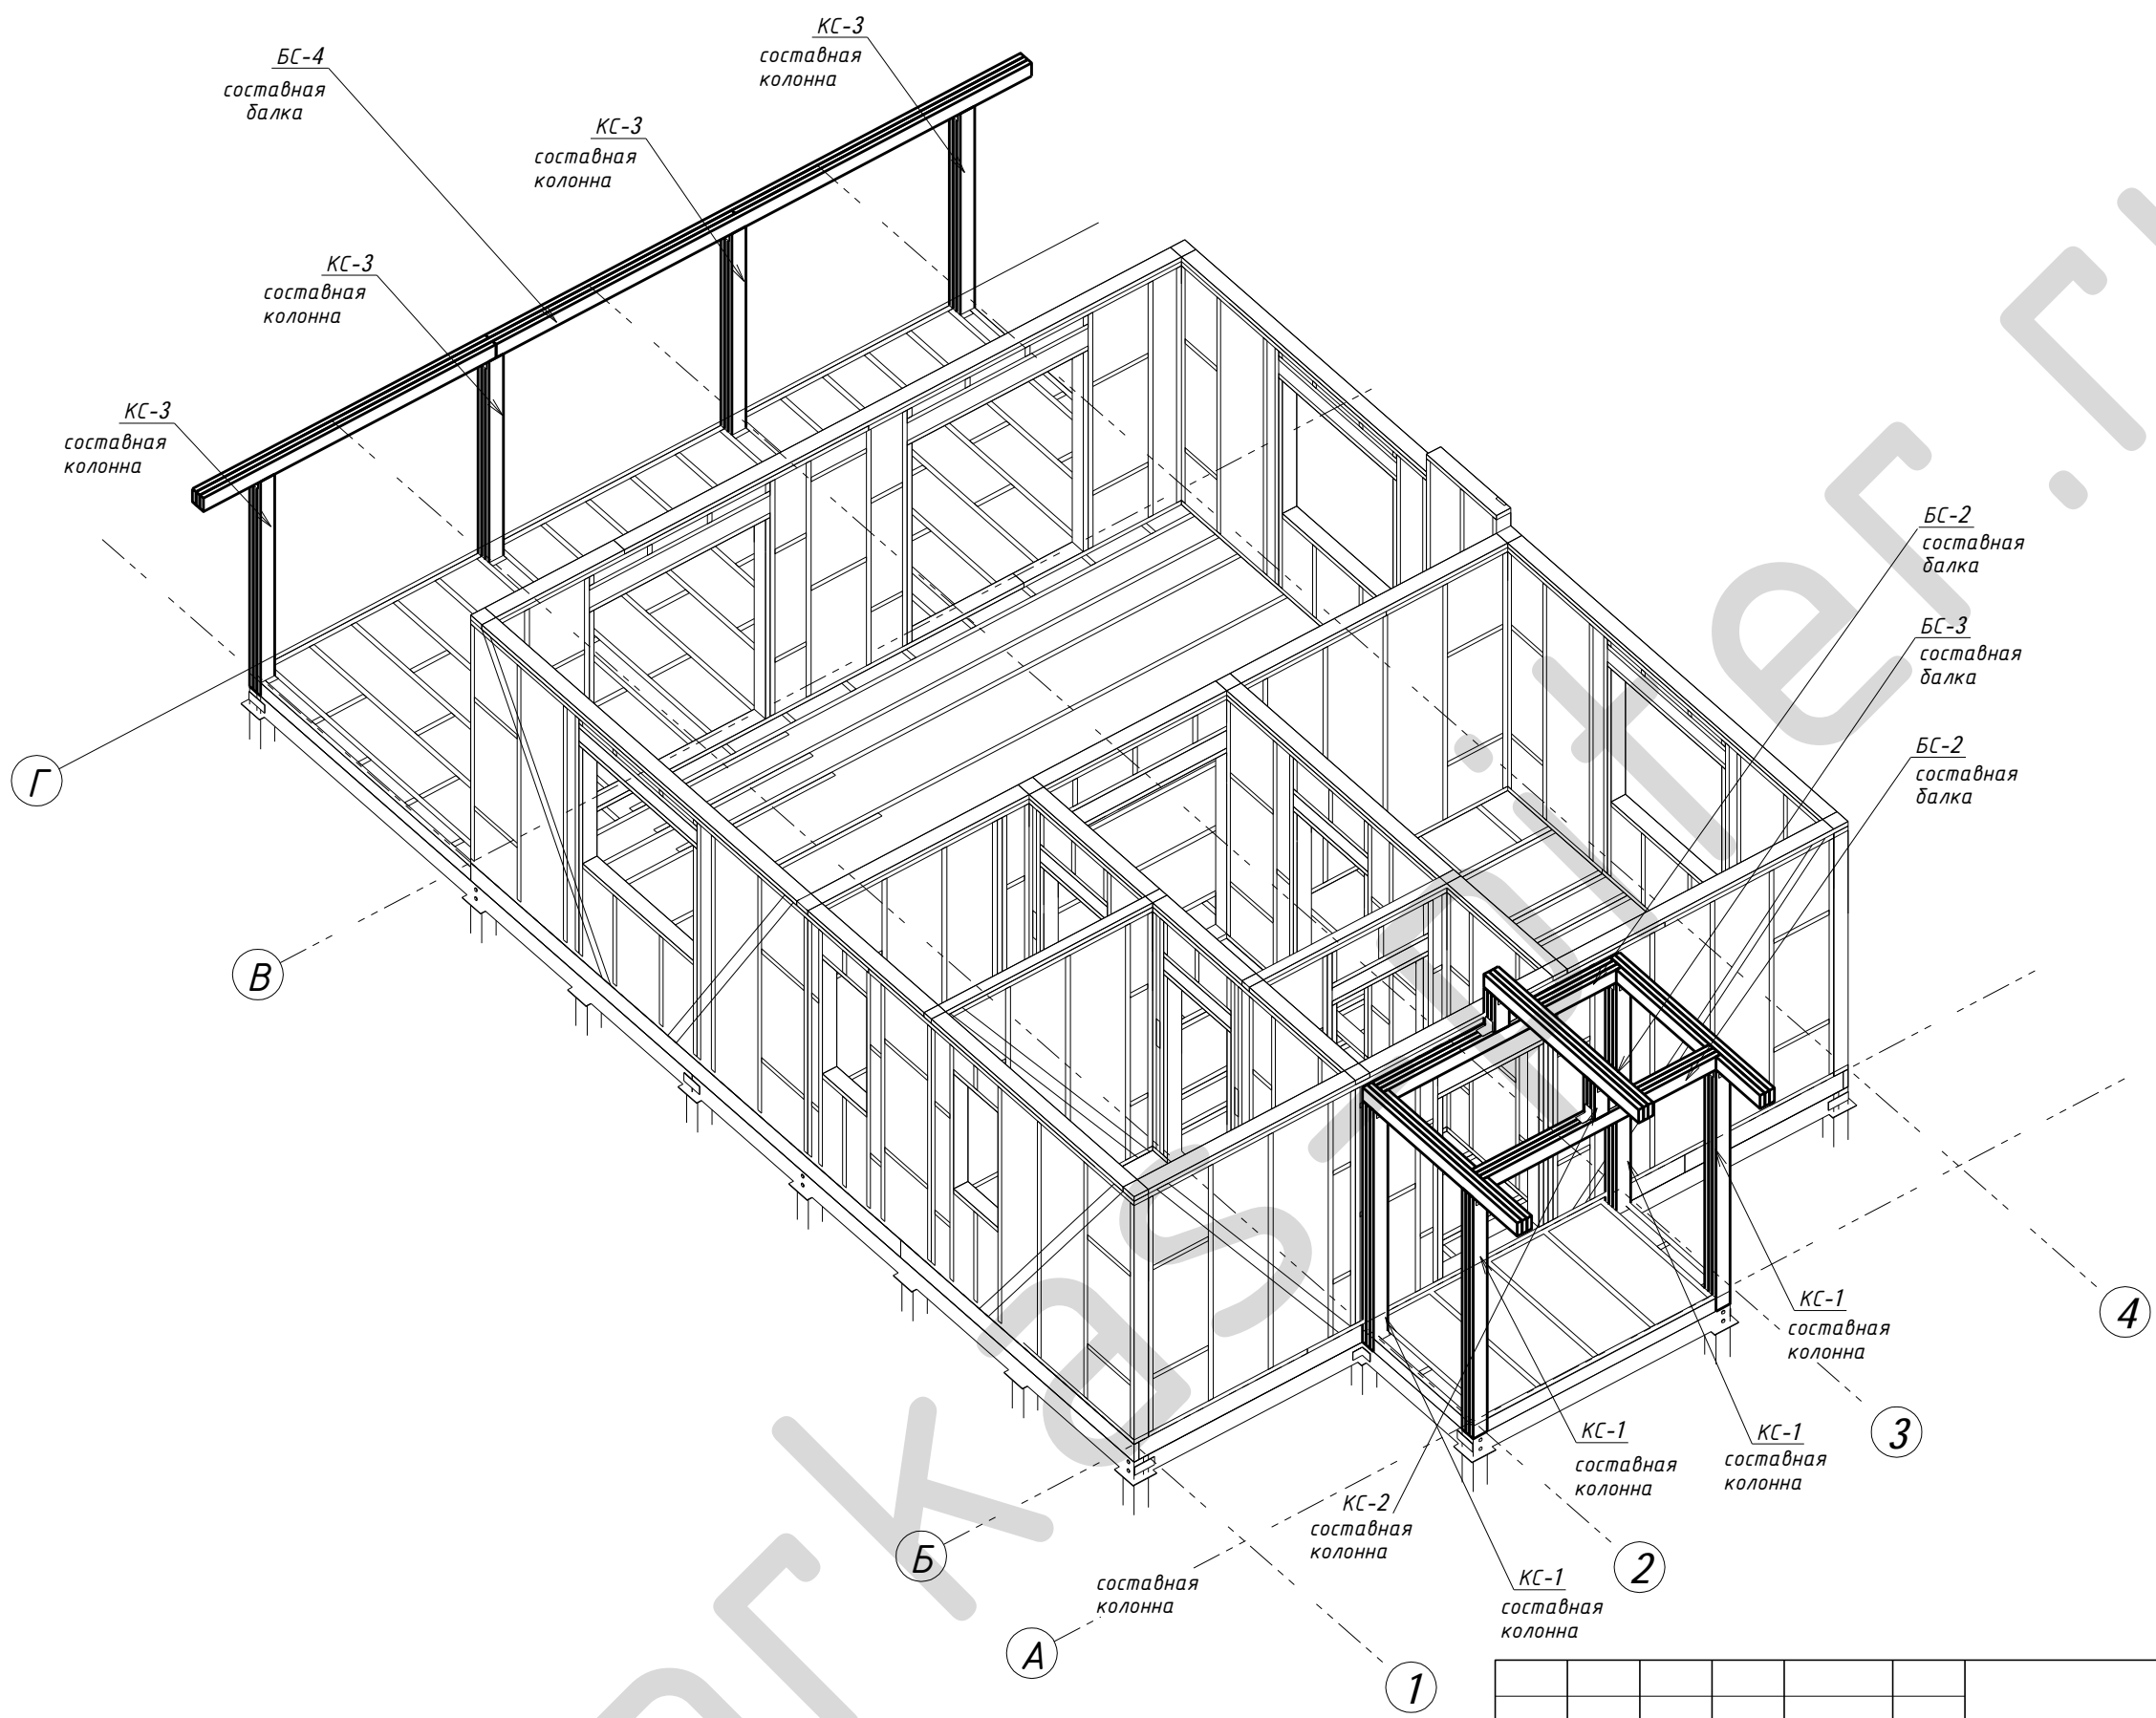 КС-3
составная
колонна
БС-4
составная
балка
КС-3
составная
колонна
КС-3
составная
колонна
КС-3
составная
колонна
БС-2
составная
балка
БС-3
составная
балка
БС-2
составная
балка
Г
В
КС-1
составная
колонна
4
КС-1
составная
колонна
КС-1
составная
колонна
3
КС-2
составная
колонна
Б
2
составная
колонна
КС-1
составная
колонна
А
1